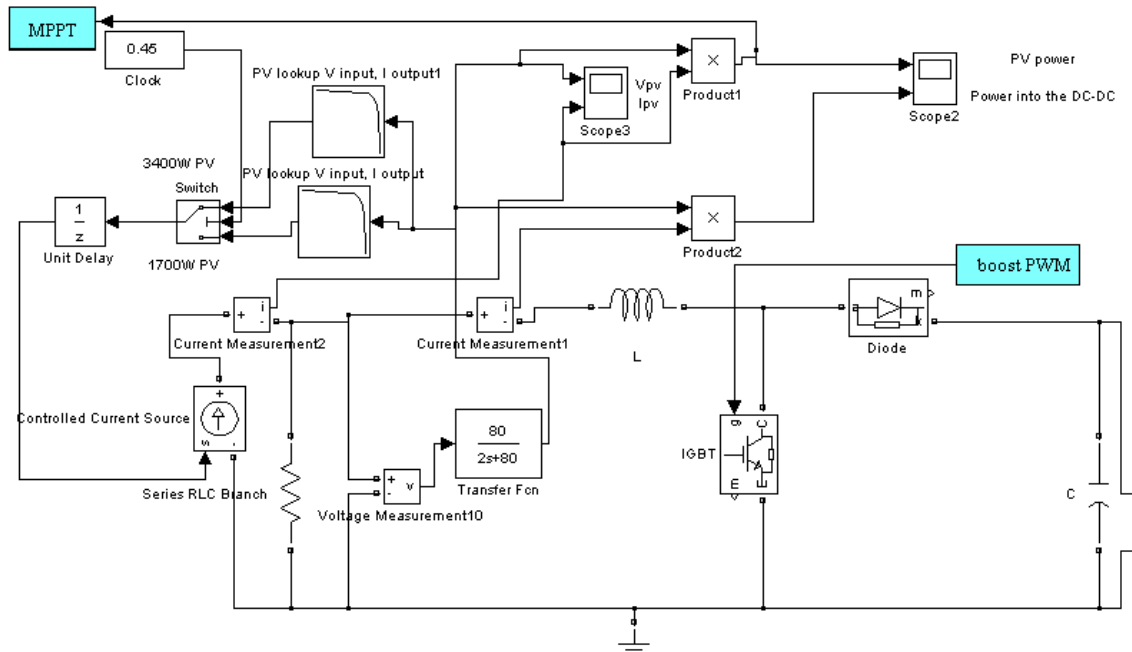 MPPT
0.45
Clock
PV lookup V input, I output1
Vpv
Ipv
Scope3
×
Product1
Scope2
PV power
Power into the DC-DC
3400W PV
Switch
PV lookup V input, I output
1
z
Unit Delay
1700W PV
×
Product2
boost PWM
+
i
-
Current Measurement2
+
i
-
Current Measurement1
L
m
a
k
Diode
Controlled Current Source
+
s
-
Series RLC Branch
+
-
v
Voltage Measurement10
80
2s+80
Transfer Fcn
IGBT
g
C
m
E
C